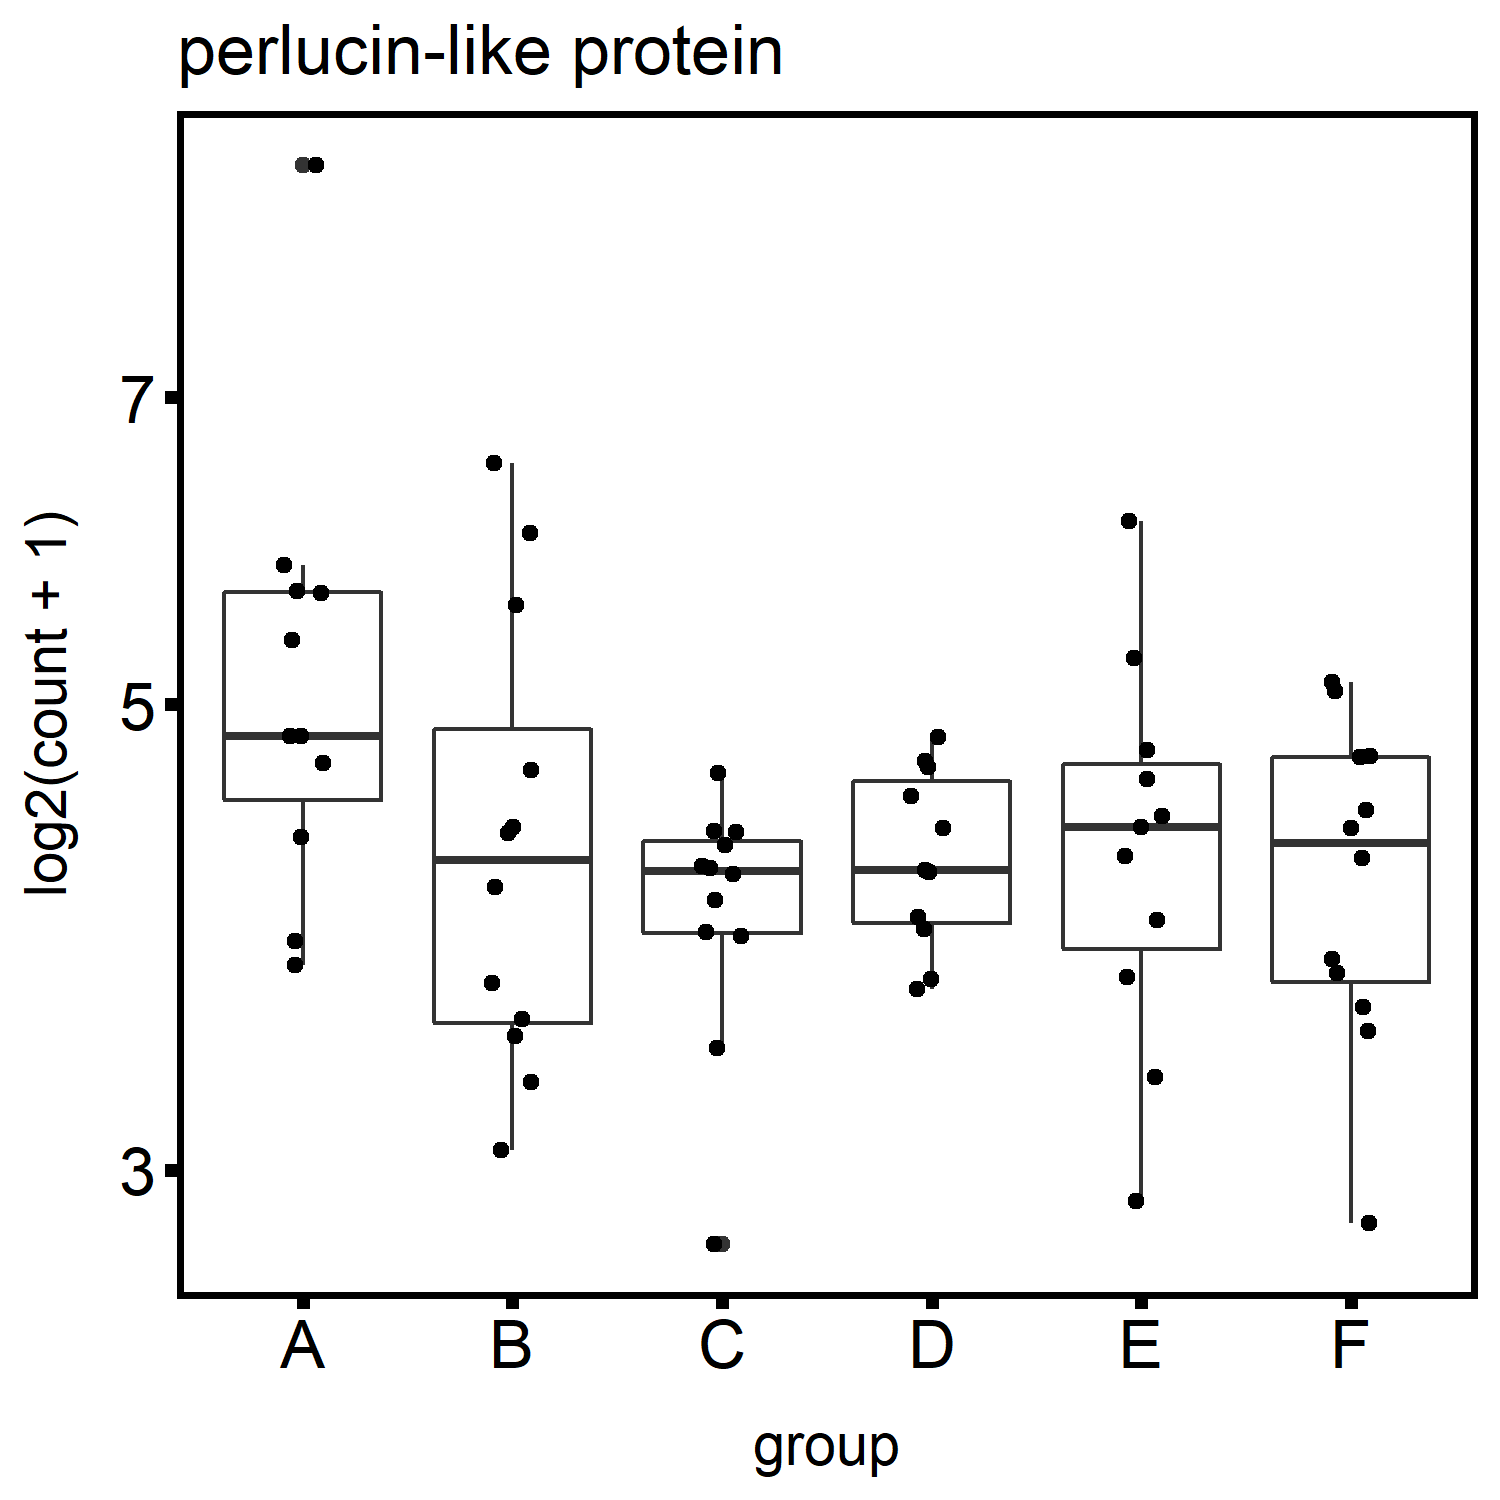 perlucin-like protein
log2(count + 1)
7
5
3
A B C D E F
group